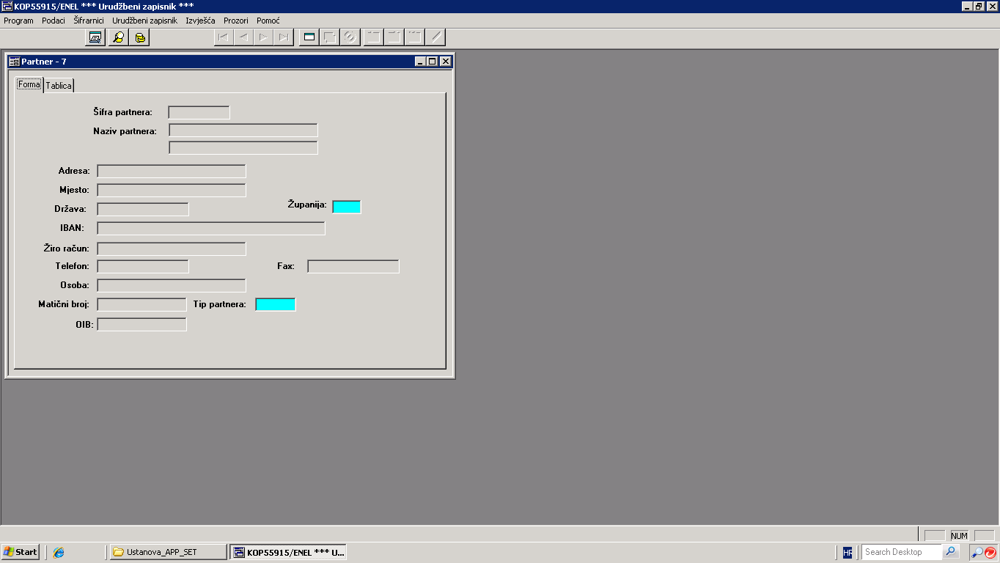 KOP55915/ENEL *** Urudžbeni zapisnik ***
Program Podaci Šifrarnici Urudžbeni zapisnik Izvješća Prozori Pomoć
Partner - 7
Forma Tablica
Šifra partnera:
Naziv partnera:
Adresa:
Mjesto:
Država: Županija:
IBAN:
Žiro račun:
Telefon: Fax:
Osoba:
Matični broj: Tip partnera:
OIB:
NUM
Start Ustanova_APP_SET KOP55915/ENEL *** U... HR Search Desktop